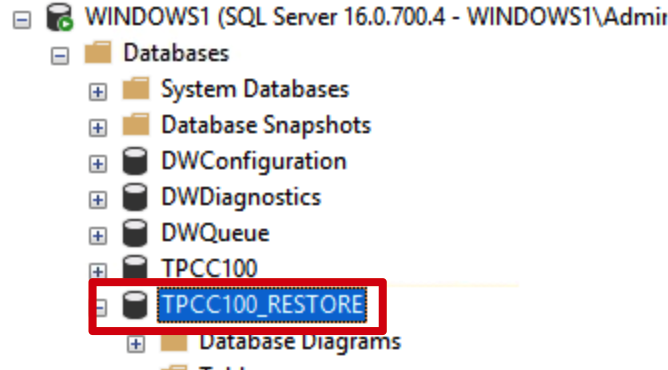 WINDOWS1 (SQL Server 16.0.700.4 - WINDOWS1\Admin
Databases
System Databases
Database Snapshots
DWConfiguration
DWDiagnostics
DWQueue
TPCC100
TPCC100_RESTORE
Database Diagrams